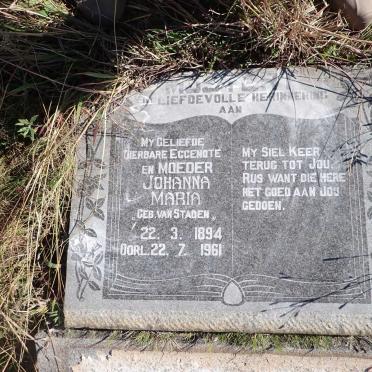 IN LIEFDEVOLLE HERINNERING
AAN
MY GELIEFDE
DIERBARE EGGENOTE
EN MOEDER
JOHANNA
MARIA
GEB. VAN STADEN
22. 3. 1894
OORL. 22. 7. 1961
MY SIEL KEER
TERUG TOT JOU
RUS WANT DIE HERE
HET GOED AAN JOU
GEDOEN.